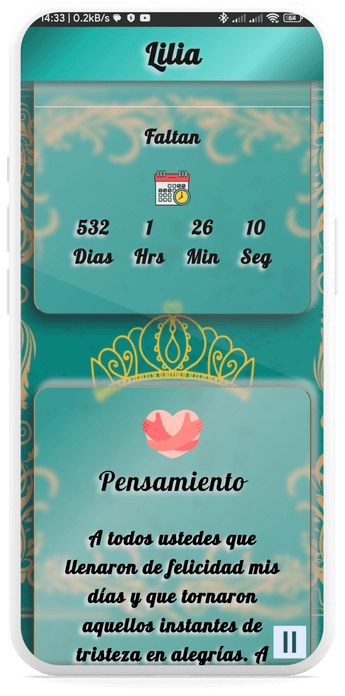 14:33 | 0.2kB/s
64
Lilia
Faltan
532 1 26 10
Dias Hrs Min Seg
Pensamiento
A todos ustedes que
llenaron de felicidad mis
días y que tornaron
aquellos instantes de
tristeza en alegrías. A